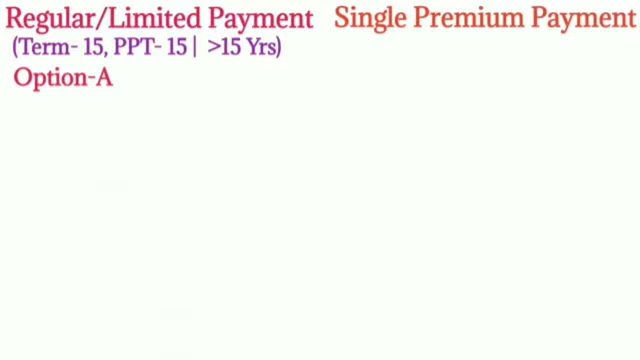 Regular/Limited Payment
(Term- 15, PPT- 15 | >15 Yrs)
Option-A
Single Premium Payment